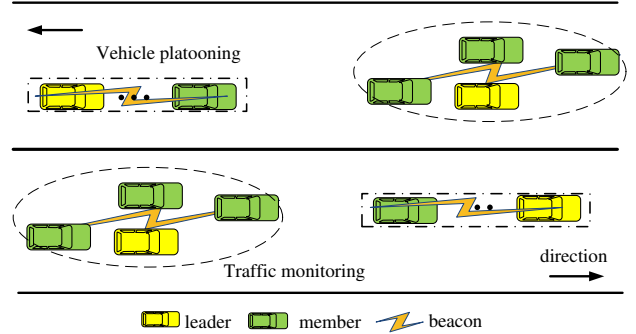 Vehicle platooning
Traffic monitoring
direction
leader member beacon